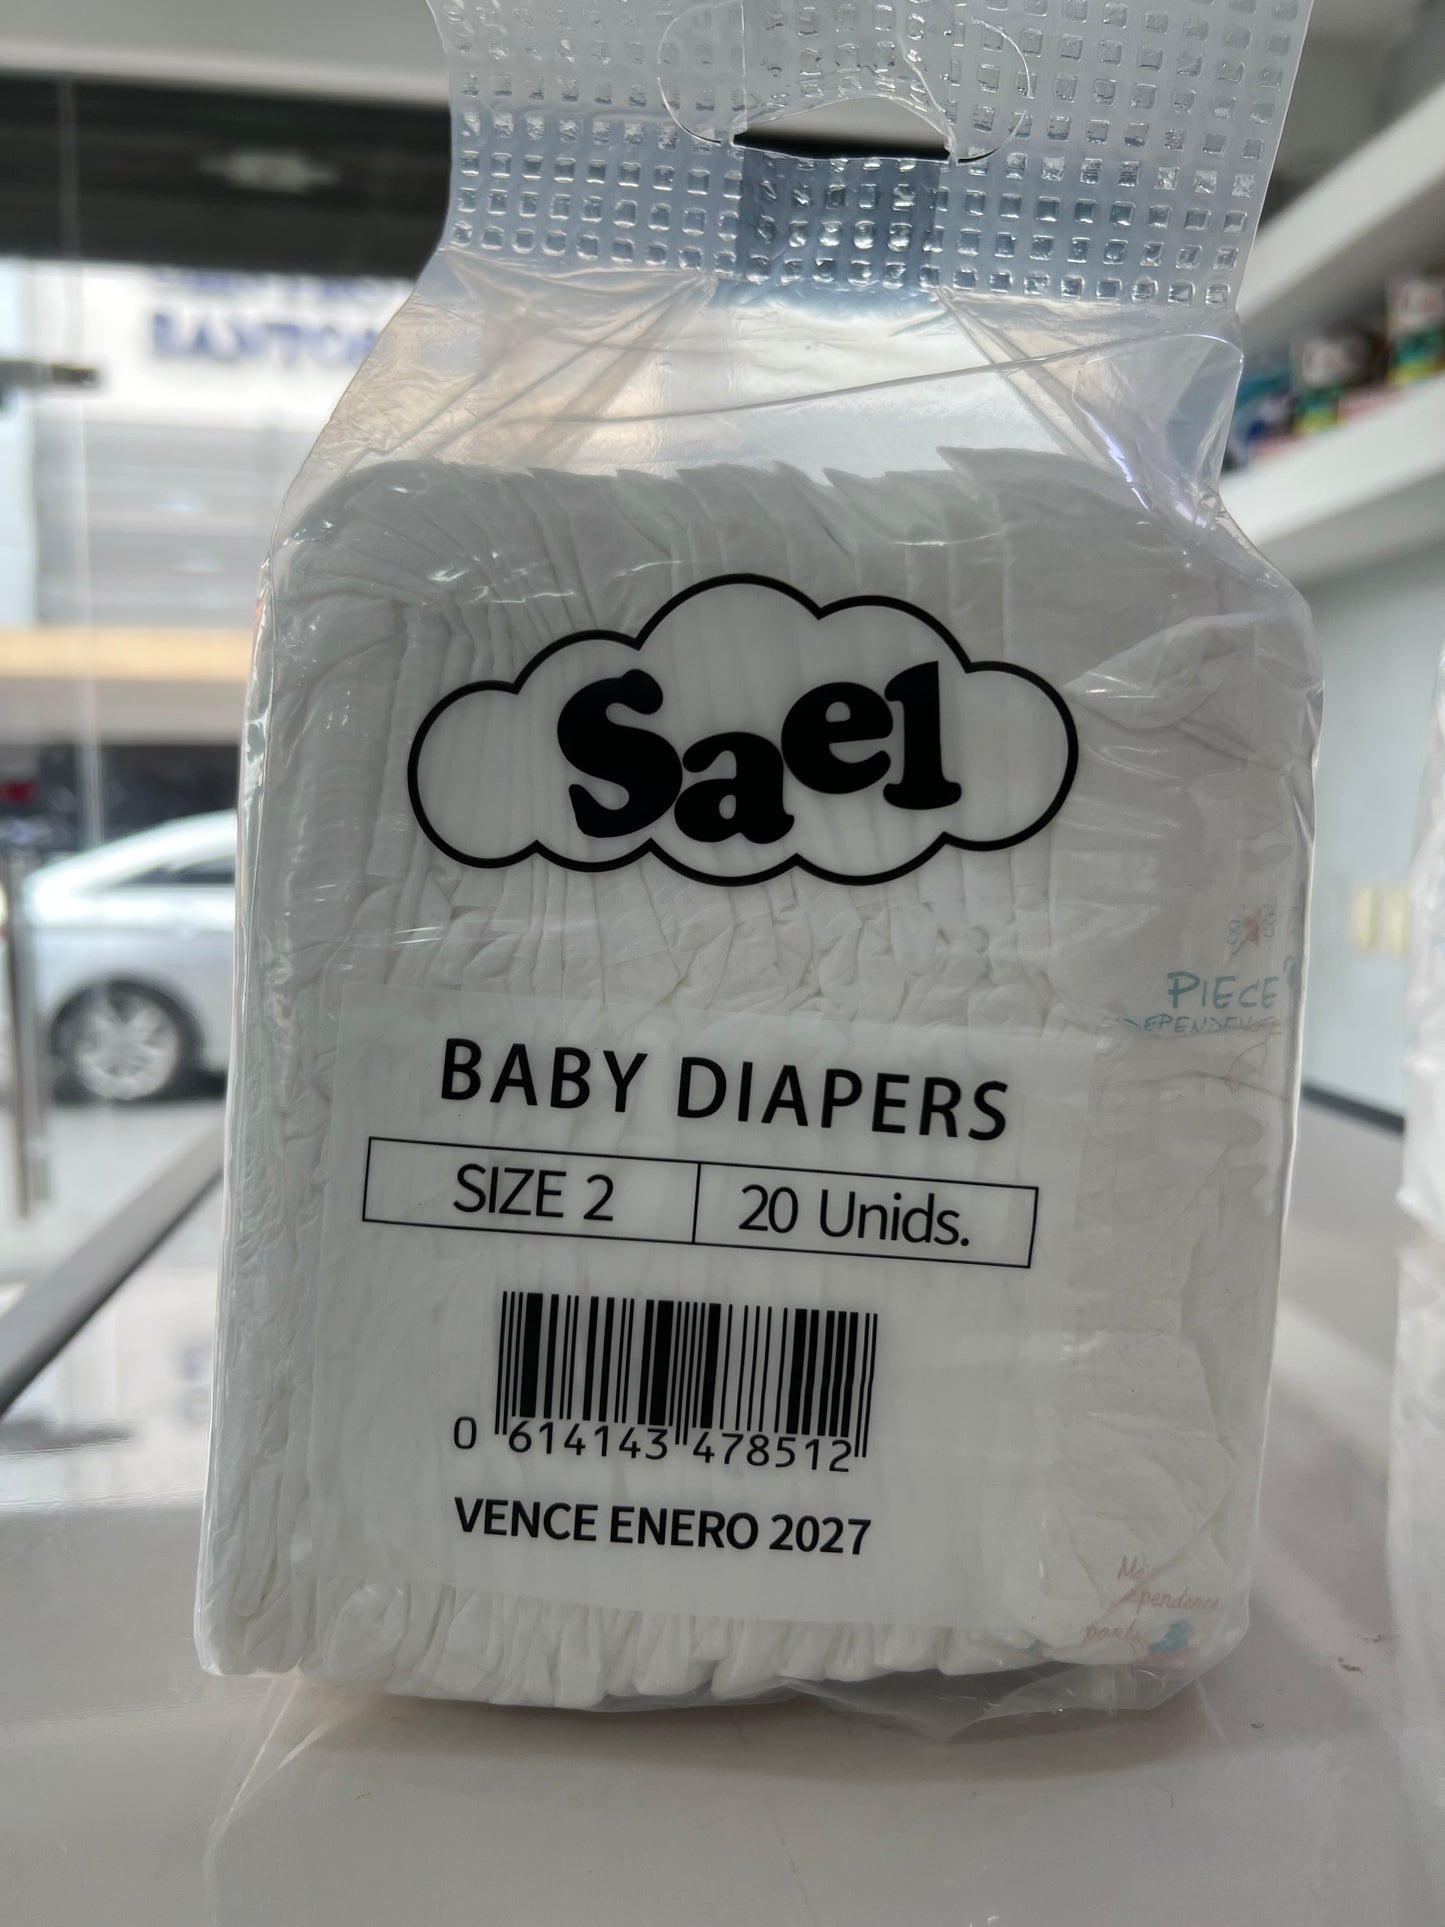 Sael
PIECE
BABY DIAPERS
SIZE 2
20 Unids.
0 614143 478512
VENCE ENERO 2027